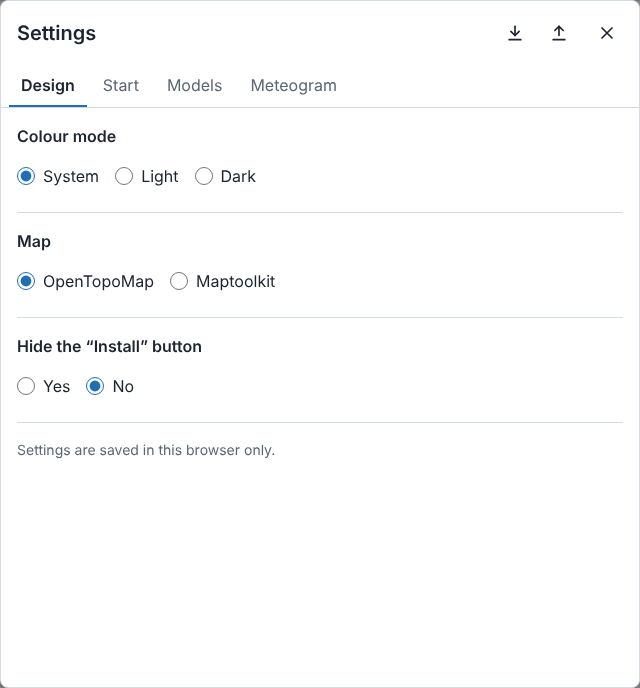 Settings
Design Start Models Meteogram
Colour mode
System Light Dark
Map
OpenTopoMap Maptoolkit
Hide the “Install” button
Yes No
Settings are saved in this browser only.